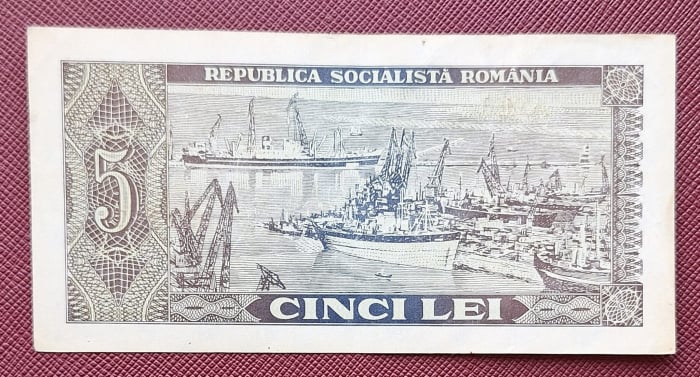 REPUBLICA SOCIALISTĂ ROMÂNIA
5
CINCI LEI